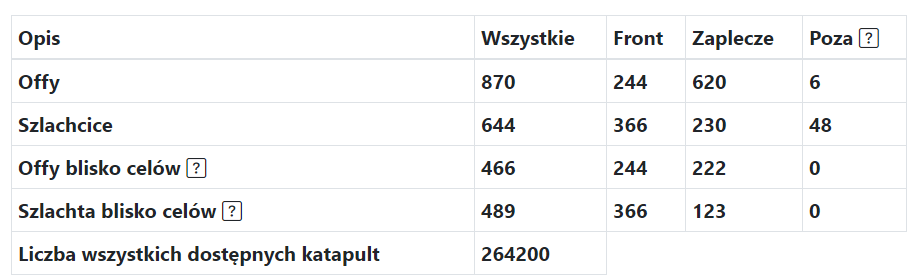 Opis Wszystkie Front Zaplecze Poza ?
Offy 870 244 620 6
Szlachcice 644 366 230 48
Offy blisko celów ? 466 244 222 0
Szlachta blisko celów ? 489 366 123 0
Liczba wszystkich dostępnych katapult 264200